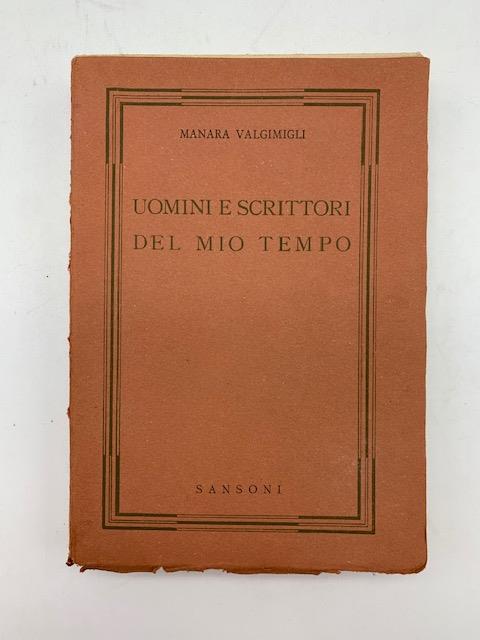 MANARA VALGIMIGLI
UOMINI E SCRITTORI
DEL MIO TEMPO
SANSONI